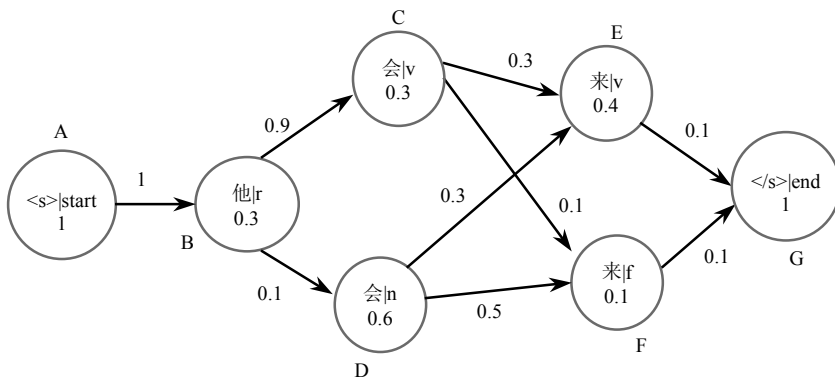 A
<s>|start
1
1
B
他|r
0.3
0.9
0.1
C
会|v
0.3
D
会|n
0.6
0.3
0.1
0.3
0.5
E
来|v
0.4
F
来|f
0.1
0.1
0.1
</s>|end
1
G